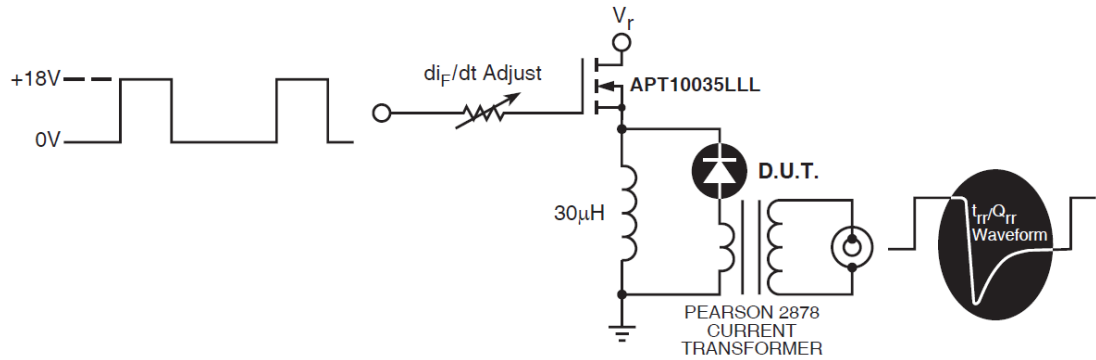 V_r
+18V
0V
di_F/dt Adjust
APT10035LLL
D.U.T.
30μH
t_rr/Q_rr
Waveform
PEARSON 2878
CURRENT
TRANSFORMER